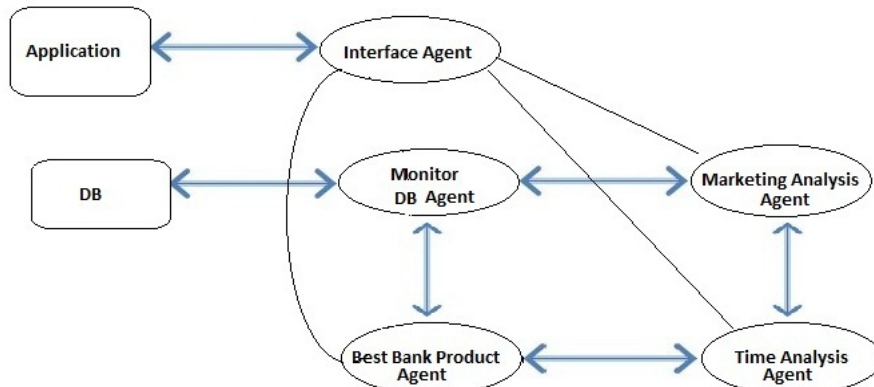 Application
Interface Agent
DB
Monitor
DB Agent
Marketing Analysis
Agent
Best Bank Product
Agent
Time Analysis
Agent